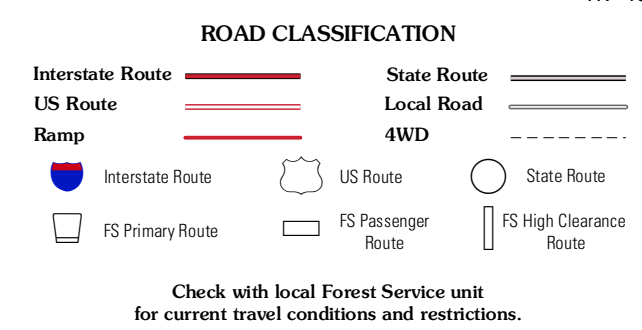 ROAD CLASSIFICATION
Interstate Route
State Route
US Route
Local Road
Ramp
4WD
Interstate Route
US Route
State Route
FS Primary Route
FS Passenger
Route
FS High Clearance
Route
Check with local Forest Service unit
for current travel conditions and restrictions.